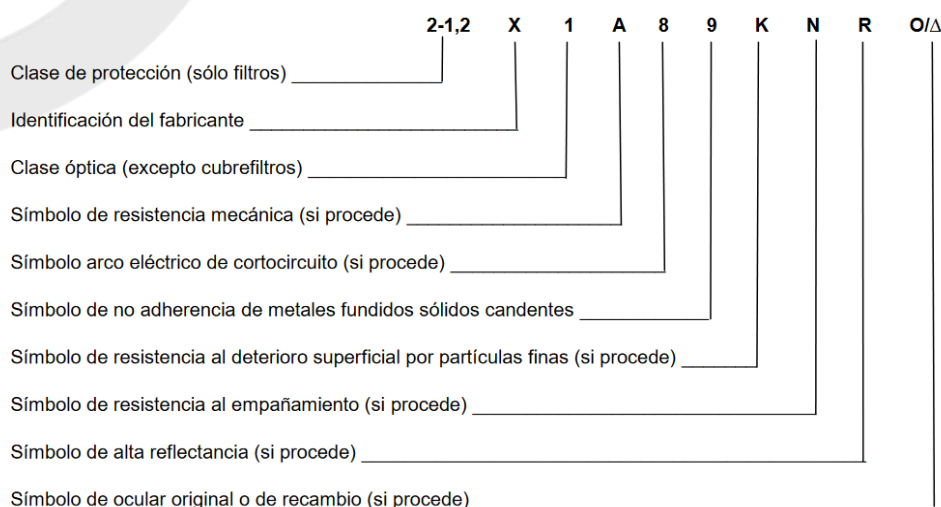 2-1,2 X 1 A 8 9 K N R O/Δ
Clase de protección (sólo filtros)
Identificación del fabricante
Clase óptica (excepto cubrefiltros)
Símbolo de resistencia mecánica (si procede)
Símbolo arco eléctrico de cortocircuito (si procede)
Símbolo de no adherencia de metales fundidos sólidos candentes
Símbolo de resistencia al deterioro superficial por partículas finas (si procede)
Símbolo de resistencia al empañamiento (si procede)
Símbolo de alta reflectancia (si procede)
Símbolo de ocular original o de recambio (si procede)